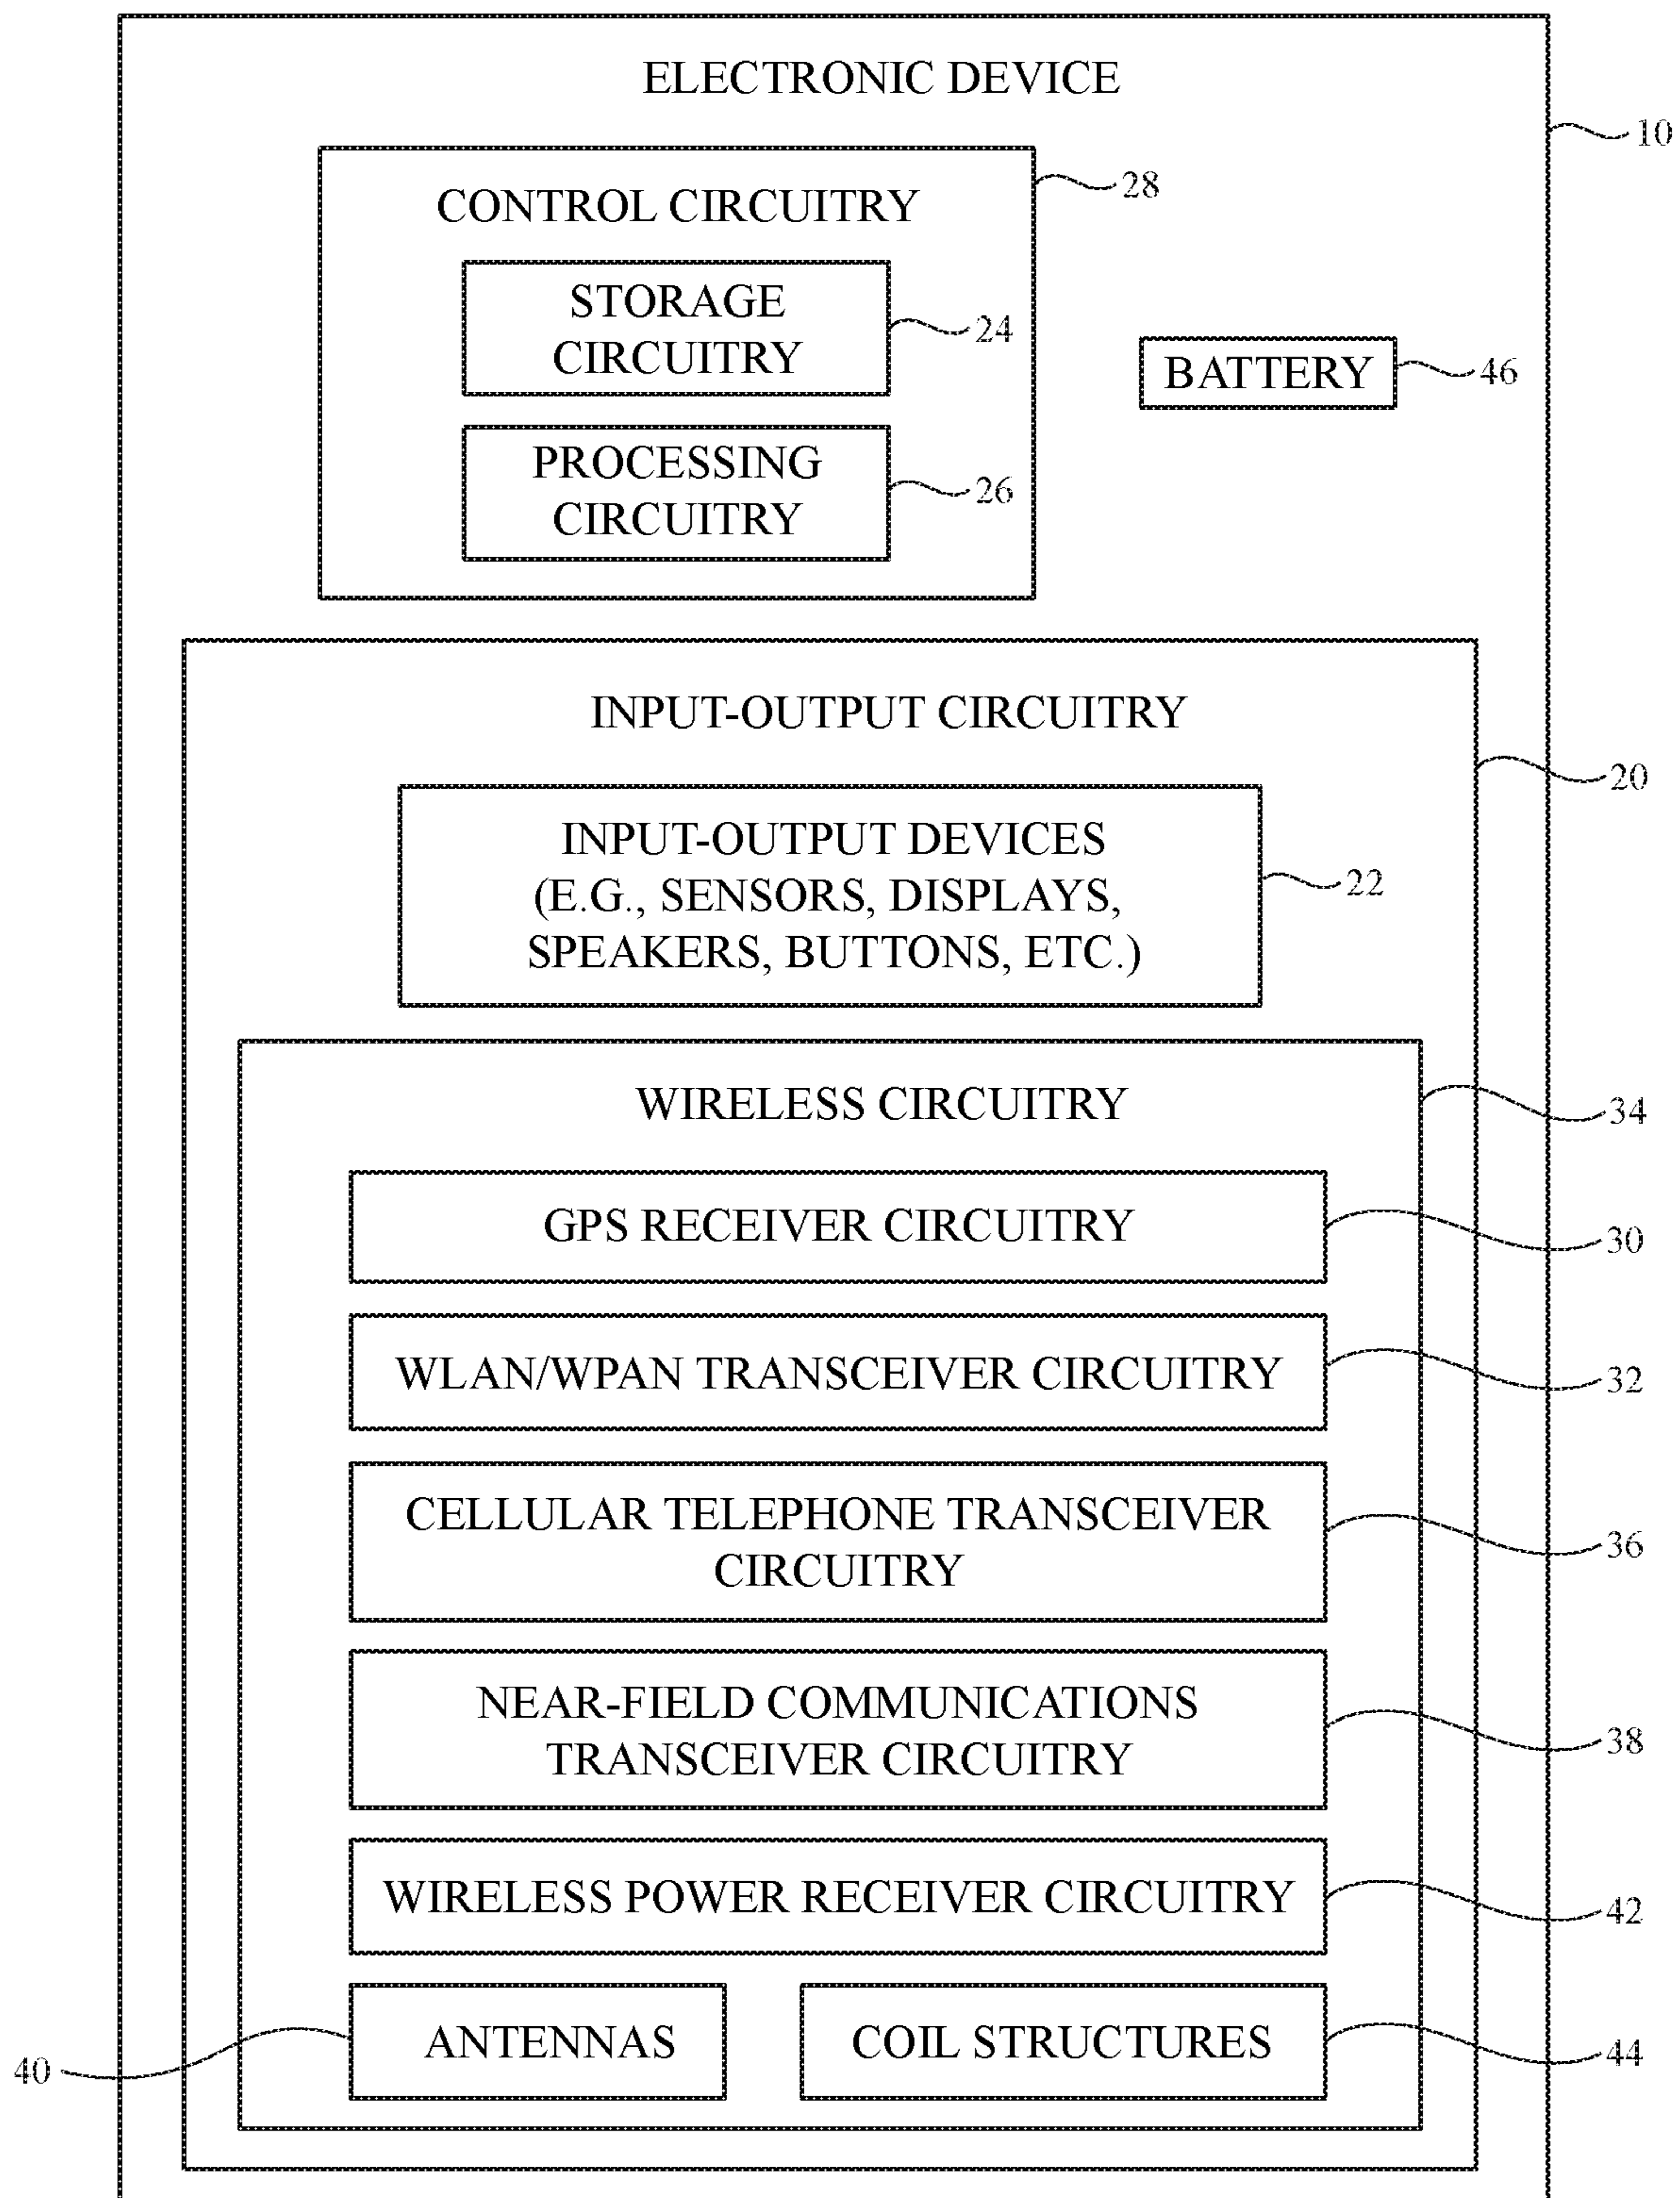 ELECTRONIC DEVICE
10
CONTROL CIRCUITRY
28
STORAGE
CIRCUITRY
24
BATTERY
46
PROCESSING
CIRCUITRY
26
INPUT-OUTPUT CIRCUITRY
20
INPUT-OUTPUT DEVICES
(E.G., SENSORS, DISPLAYS,
SPEAKERS, BUTTONS, ETC.)
22
WIRELESS CIRCUITRY
34
GPS RECEIVER CIRCUITRY
30
WLAN/WPAN TRANSCEIVER CIRCUITRY
32
CELLULAR TELEPHONE TRANSCEIVER
CIRCUITRY
36
NEAR-FIELD COMMUNICATIONS
TRANSCEIVER CIRCUITRY
38
WIRELESS POWER RECEIVER CIRCUITRY
42
ANTENNAS
40
COIL STRUCTURES
44